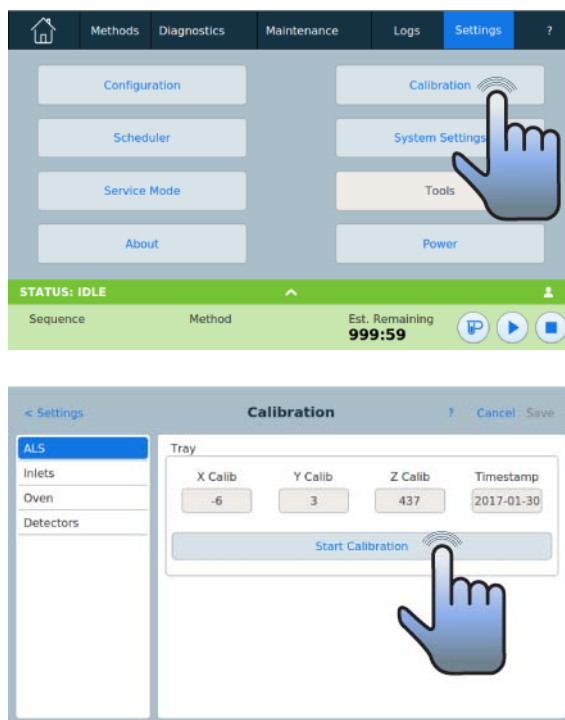 Methods Diagnostics Maintenance Logs Settings ?
Configuration Calibration
Scheduler System Settings
Service Mode Tools
About Power
STATUS: IDLE
Sequence Method Est. Remaining
999:59
< Settings Calibration ? Cancel Save
ALS Tray
Inlets X Calib Y Calib Z Calib Timestamp
Oven -6 3 437 2017-01-30
Detectors
Start Calibration